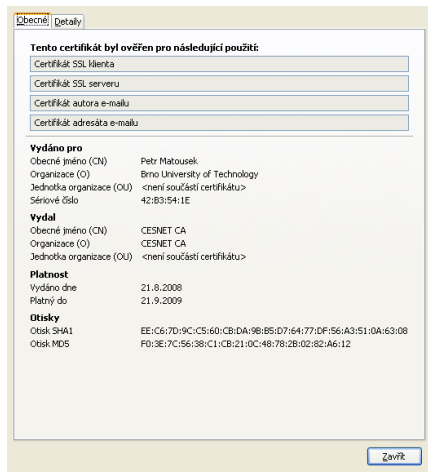 Obecné Detaily
Tento certifikát byl ověřen pro následující použití:
Certifikát SSL klienta
Certifikát SSL serveru
Certifikát autora e-mailu
Certifikát adresáta e-mailu
Vydáno pro
Obecné jméno (CN) Petr Matousek
Organizace (O) Brno University of Technology
Jednotka organizace (OU) <není součástí certifikátu>
Sériové číslo 42:B3:54:1E
Vydal
Obecné jméno (CN) CESNET CA
Organizace (O) CESNET CA
Jednotka organizace (OU) <není součástí certifikátu>
Platnost
Vydáno dne 21.8.2008
Platný do 21.9.2009
Otisky
Otisk SHA1 EE:C6:7D:9C:C5:60:CB:DA:9B:B5:D7:64:77:DF:56:A3:51:0A:63:08
Otisk MD5 F0:3E:7C:56:38:C1:CB:21:0C:48:78:2B:02:82:A6:12
Zavřít